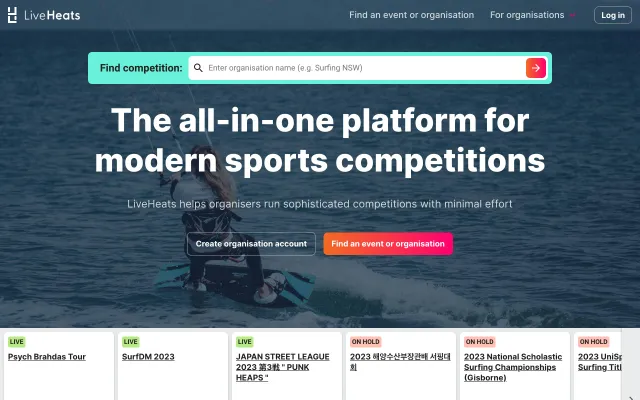 LiveHeats
Find an event or organisation
For organisations
Log in
Find competition:
Enter organisation name (e.g. Surfing NSW)
The all-in-one platform for
modern sports competitions
LiveHeats helps organisers run sophisticated competitions with minimal effort
Create organisation account
Find an event or organisation
LIVE
Psych Brahdas Tour
LIVE
SurfDM 2023
LIVE
JAPAN STREET LEAGUE
2023 第3戦 " PUNK
HEAPS "
ON HOLD
2023 해양수산부장관배 서핑대
회
ON HOLD
2023 National Scholastic
Surfing Championships
(Gisborne)
ON HOLD
2023 UniSp
Surfing Titl